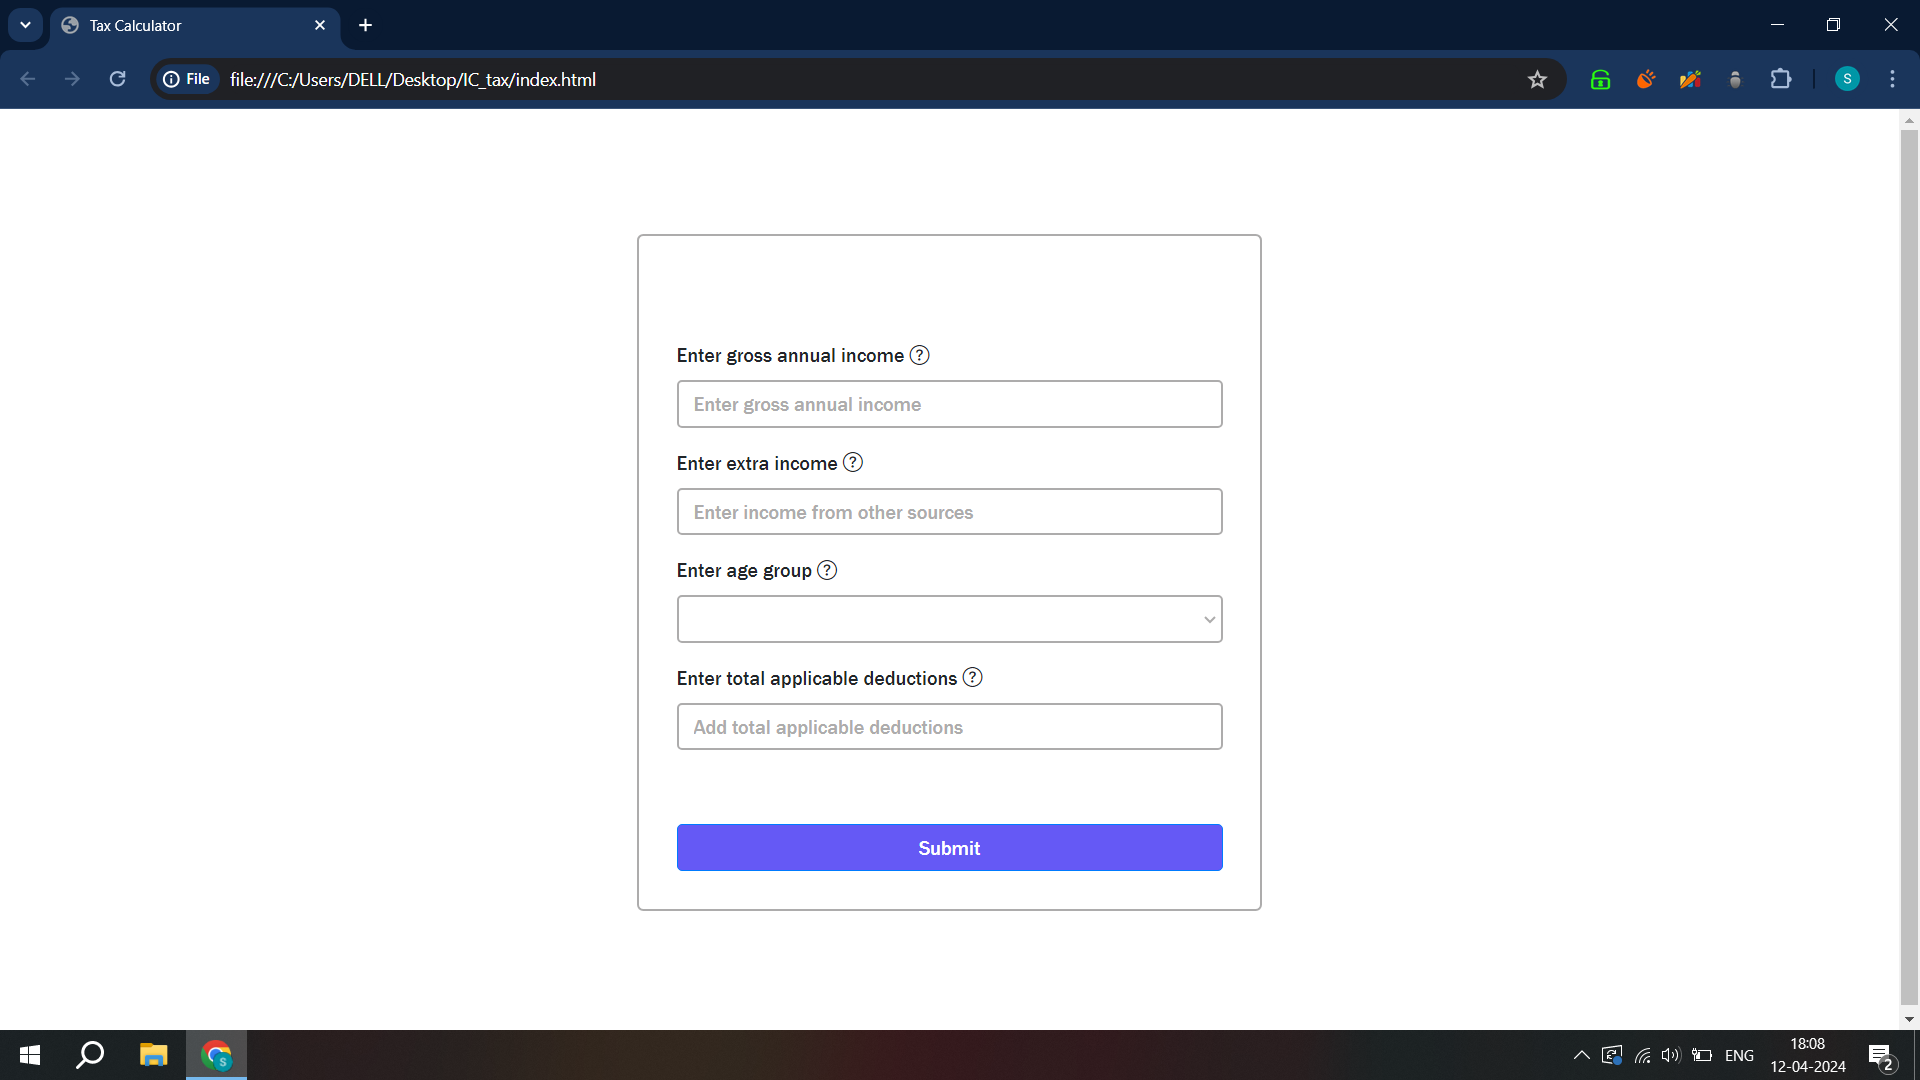 Tax Calculator
File
file:///C:/Users/DELL/Desktop/IC_tax/index.html
S
Enter gross annual income ?
Enter gross annual income
Enter extra income ?
Enter income from other sources
Enter age group ?
Enter total applicable deductions ?
Add total applicable deductions
Submit
S
ENG
18:08
12-04-2024
2